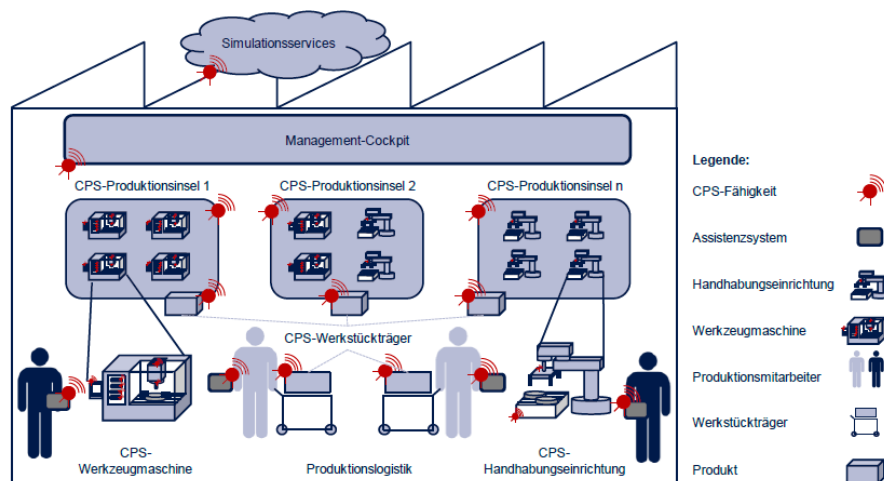 Simulationsservices
Management-Cockpit
CPS-Produktionsinsel 1
CPS-Produktionsinsel 2
CPS-Produktionsinsel n
CPS-Werkstückträger
CPS-
Werkzeugmaschine
Produktionslogistik
CPS-
Handhabungseinrichtung
Legende:
CPS-Fähigkeit
Assistenzsystem
Handhabungseinrichtung
Werkzeugmaschine
Produktionsmitarbeiter
Werkstückträger
Produkt